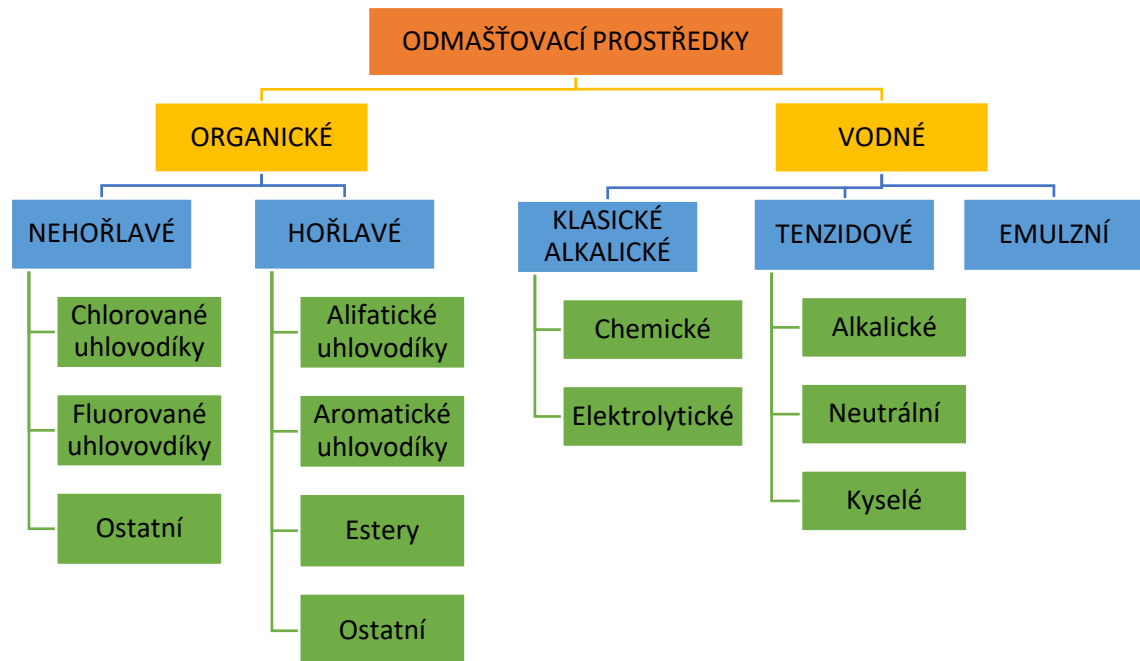 ODMAŠŤOVACÍ PROSTŘEDKY
ORGANICKÉ
VODNÉ
NEHOŘLAVÉ
HOŘLAVÉ
KLASICKÉ
ALKALICKÉ
TENZIDOVÉ
EMULZNÍ
Chlorované
uhlovodíky
Fluorované
uhlovovdíky
Ostatní
Alifatické
uhlovodíky
Aromatické
uhlovodíky
Estery
Ostatní
Chemické
Elektrolytické
Alkalické
Neutrální
Kyselé